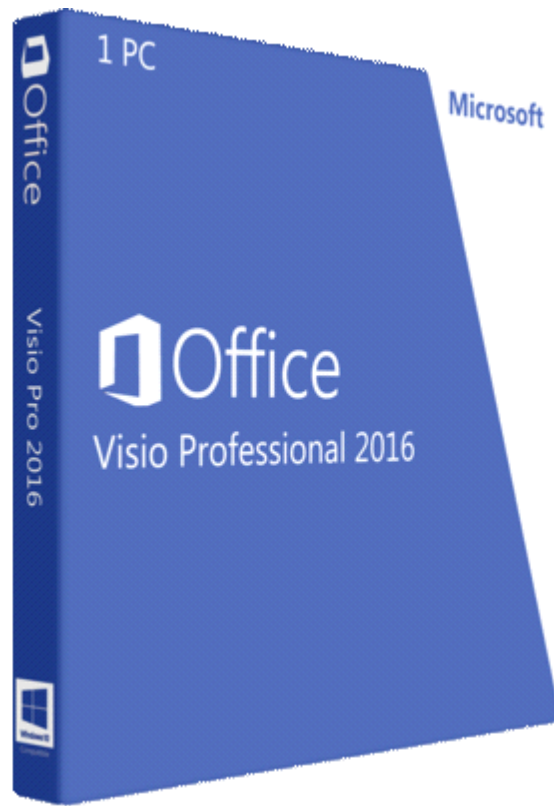 1 PC
Microsoft
Office
Visio Professional 2016
Office
Visio Pro 2016